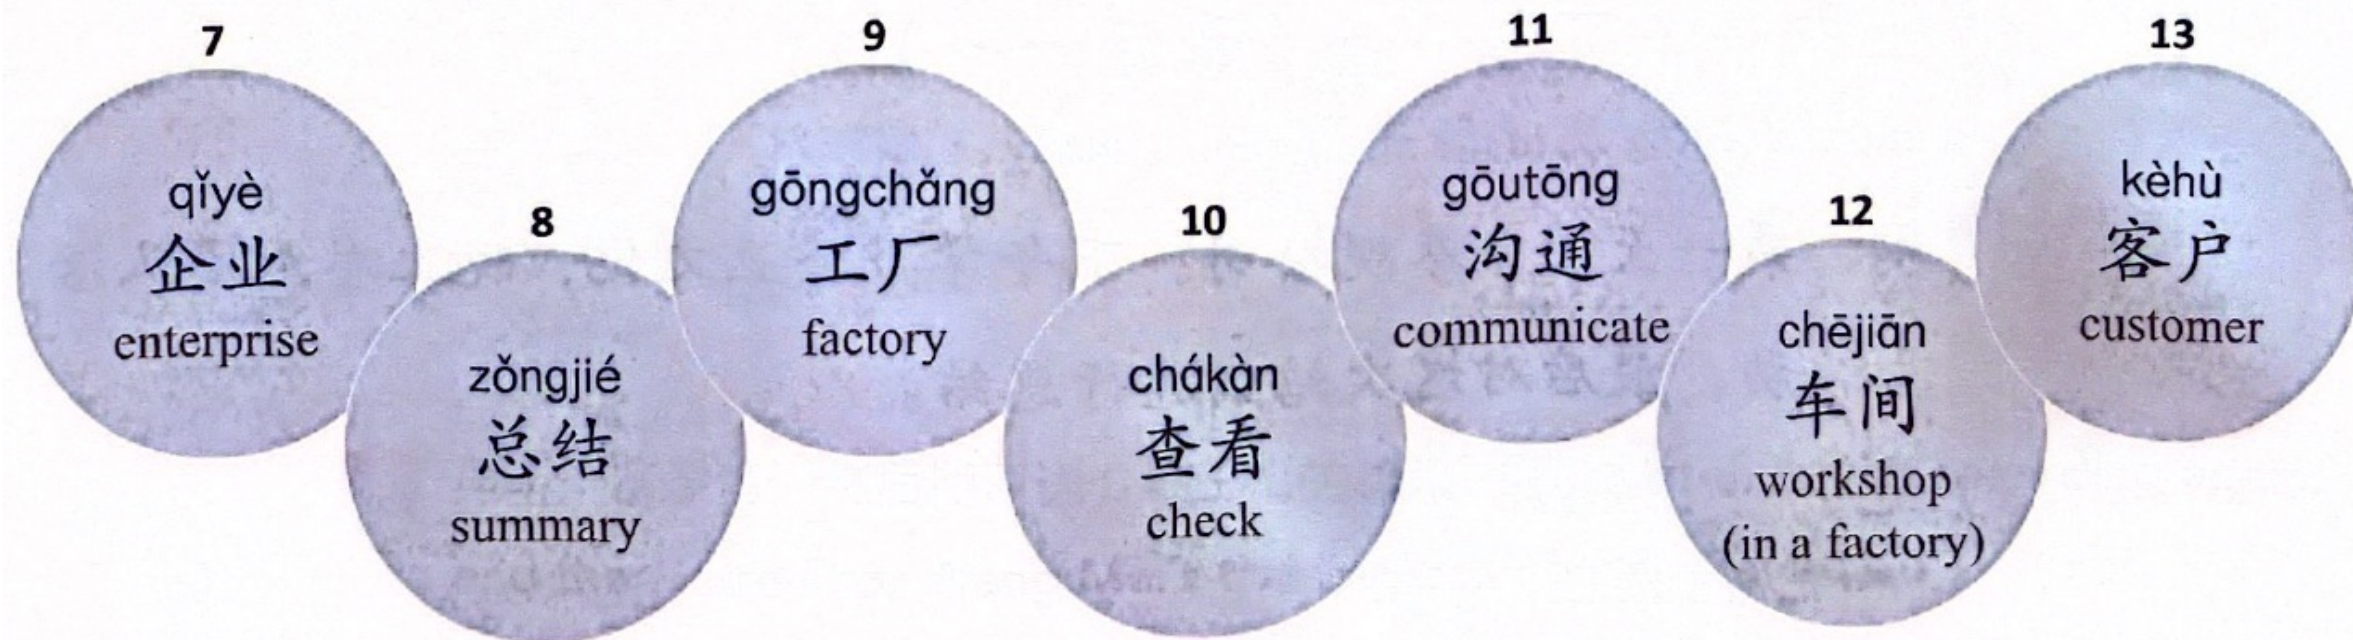 7
qǐyè
企业
enterprise
8
zǒngjié
总结
summary
9
gōngchǎng
工厂
factory
10
chákàn
查看
check
11
gōutōng
沟通
communicate
12
chējiān
车间
workshop
(in a factory)
13
kèhù
客户
customer